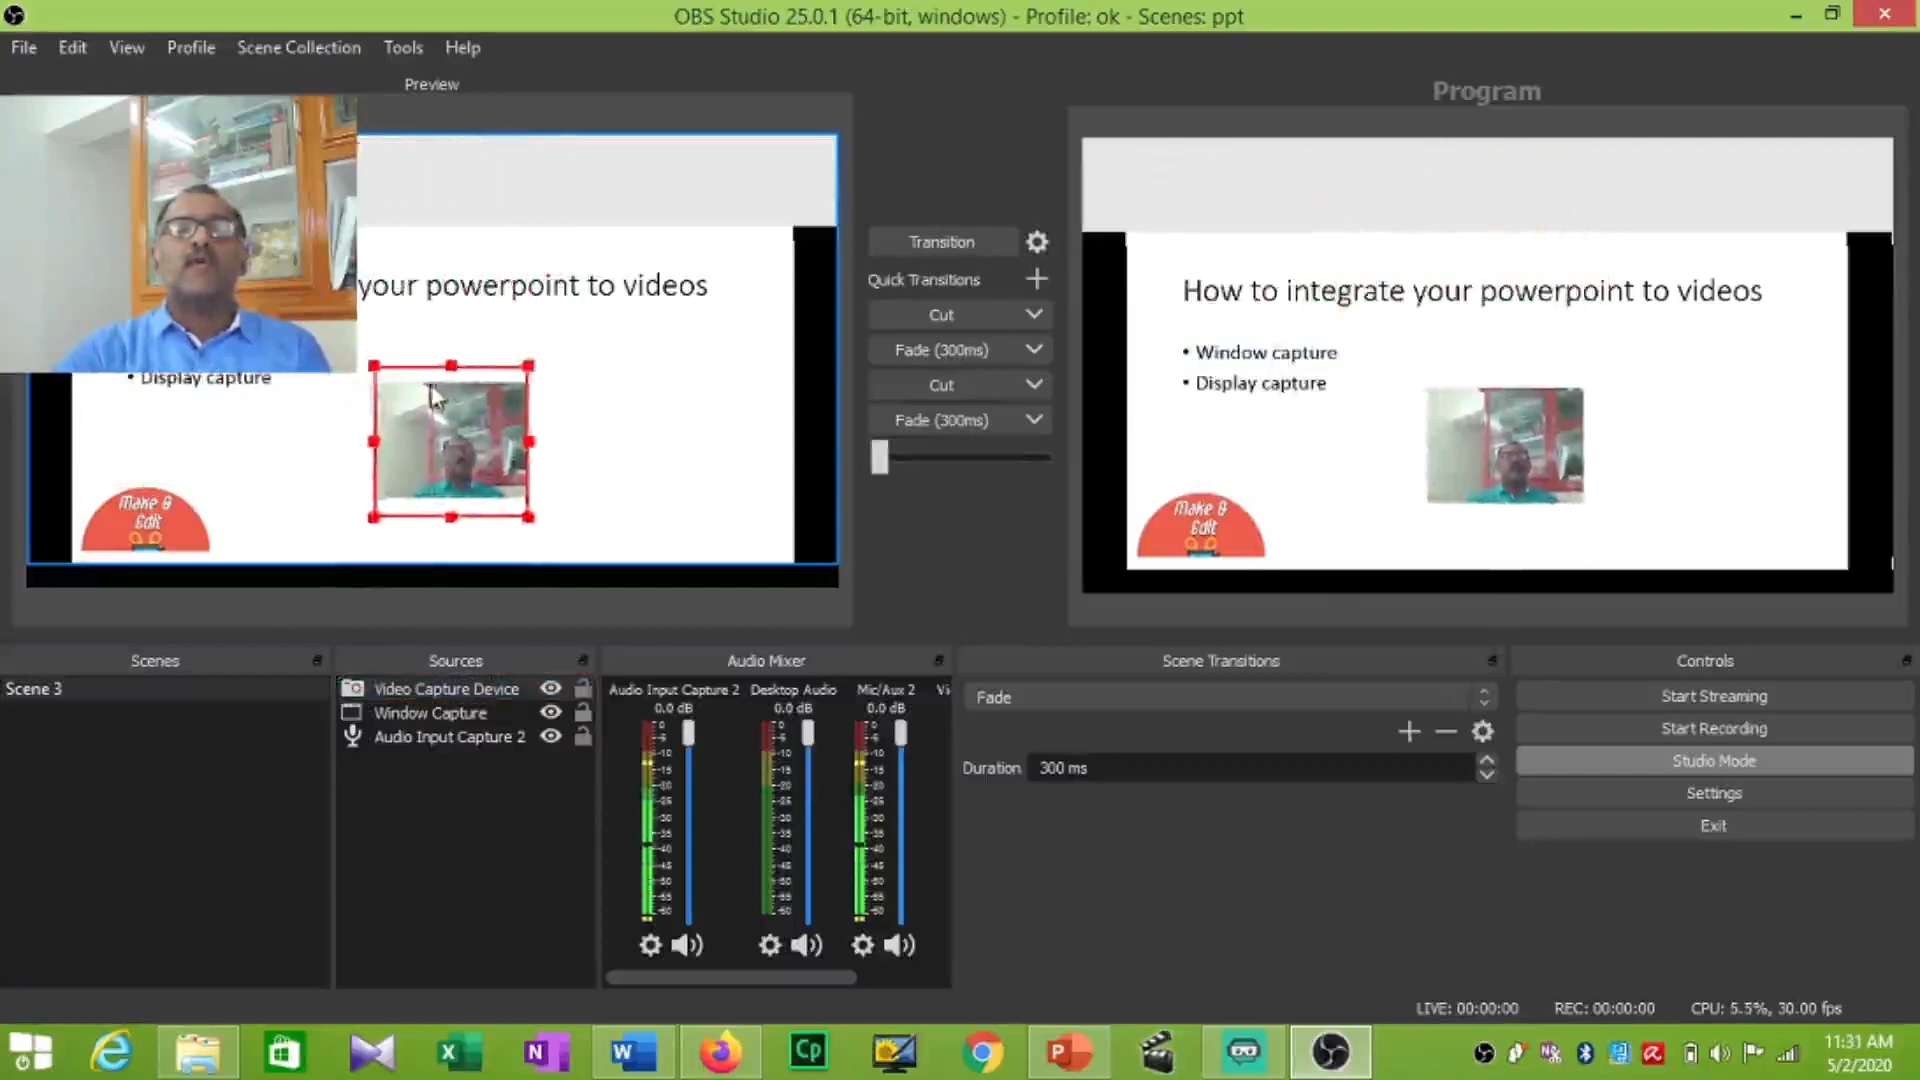 OBS Studio 25.0.1 (64-bit, windows) - Profile: ok - Scenes: ppt
File Edit View Profile Scene Collection Tools Help
Preview
Program
your powerpoint to videos
• Display capture
Make &
Edit
Transition
Quick Transitions
Cut
Fade (300ms)
Cut
Fade (300ms)
How to integrate your powerpoint to videos
• Window capture
• Display capture
Make &
Edit
Scenes
Scene 3
Sources
Video Capture Device
Window Capture
Audio Input Capture 2
Audio Mixer
Audio Input Capture 2 Desktop Audio Mic/Aux 2 Vi
0.0 dB 0.0 dB 0.0 dB
Scene Transitions
Fade
Duration 300 ms
Controls
Start Streaming
Start Recording
Studio Mode
Settings
Exit
LIVE: 00:00:00 REC: 00:00:00 CPU: 5.5%, 30.00 fps
11:31 AM
5/2/2020